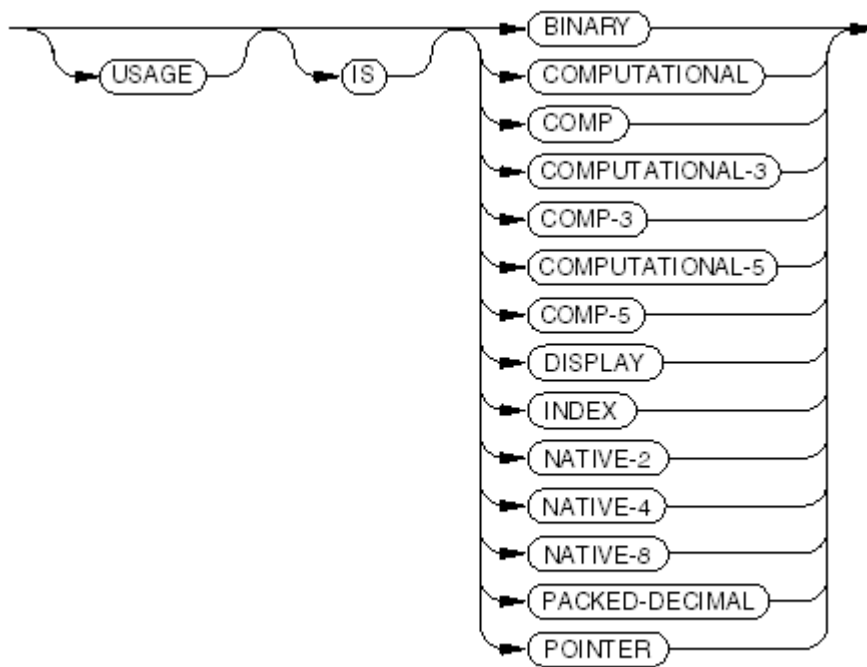 BINARY
USAGE IS COMPUTATIONAL
COMP
COMPUTATIONAL-3
COMP-3
COMPUTATIONAL-5
COMP-5
DISPLAY
INDEX
NATIVE-2
NATIVE-4
NATIVE-8
PACKED-DECIMAL
POINTER